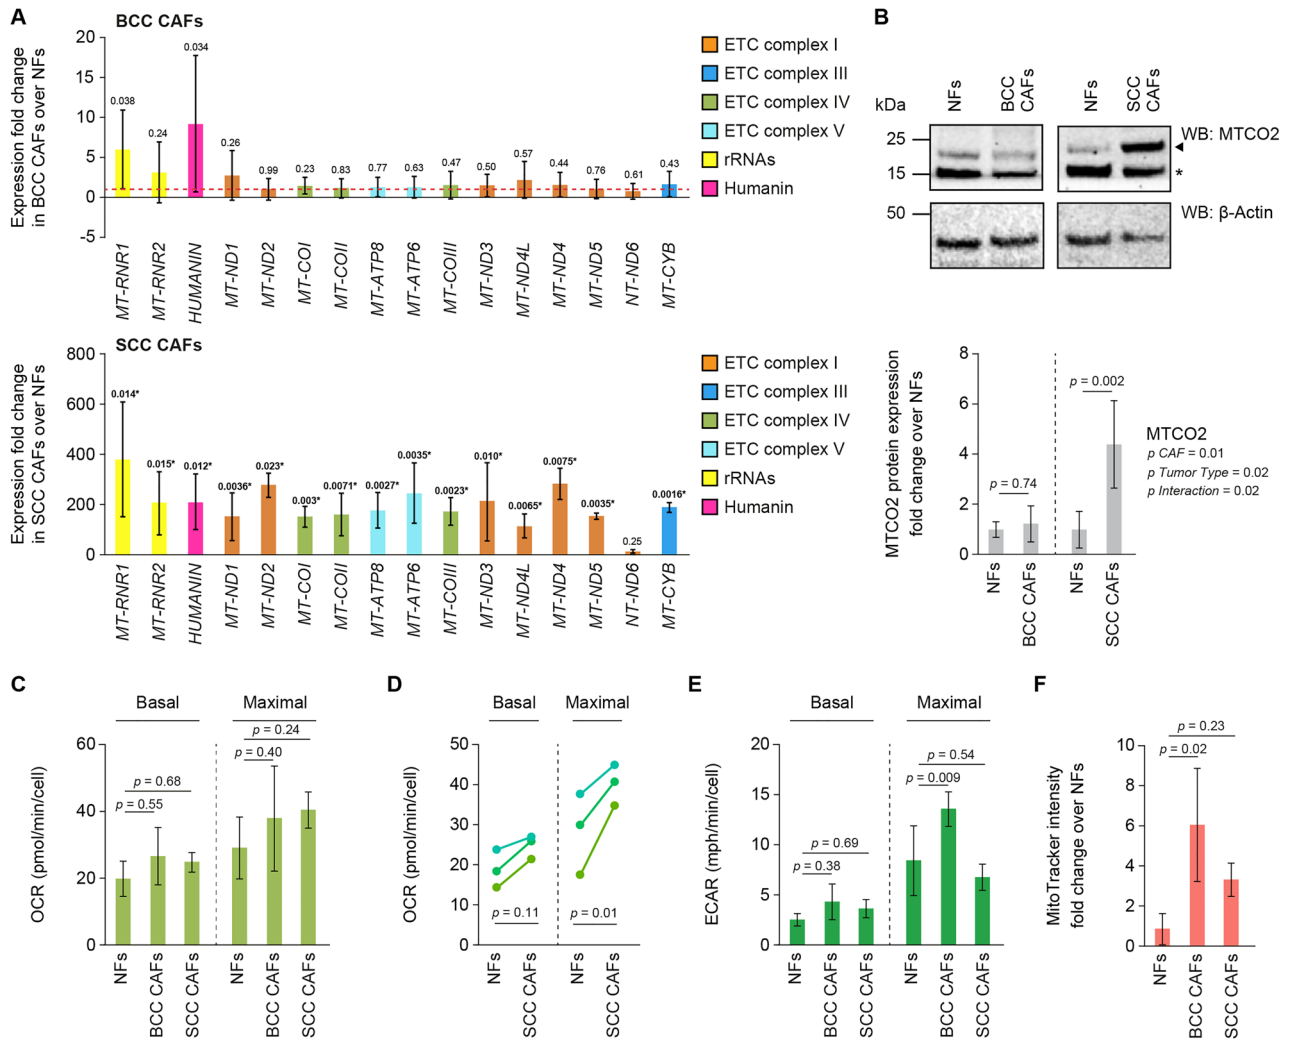 A
BCC CAFs
Expression fold change
in BCC CAFs over NFs
20
15
10
5
0
-5
0.038
0.24
0.034
0.26
0.99
0.23
0.83
0.77
0.63
0.47
0.50
0.57
0.44
0.76
0.61
0.43
MT-RNR1
MT-RNR2
HUMANIN
MT-ND1
MT-ND2
MT-COI
MT-COII
MT-ATP8
MT-ATP6
MT-COIII
MT-ND3
MT-ND4L
MT-ND4
MT-ND5
NT-ND6
MT-CYB
ETC complex I
ETC complex III
ETC complex IV
ETC complex V
rRNAs
Humanin
SCC CAFs
Expression fold change
in SCC CAFs over NFs
800
600
400
200
0
0.014*
0.015*
0.012*
0.0036*
0.023*
0.003*
0.0071*
0.0027*
0.0035*
0.0023*
0.010*
0.0065*
0.0075*
0.0035*
0.25
0.0016*
MT-RNR1
MT-RNR2
HUMANIN
MT-ND1
MT-ND2
MT-COI
MT-COII
MT-ATP8
MT-ATP6
MT-COIII
MT-ND3
MT-ND4L
MT-ND4
MT-ND5
NT-ND6
MT-CYB
ETC complex I
ETC complex III
ETC complex IV
ETC complex V
rRNAs
Humanin
B
kDa
NFs
BCC
CAFs
NFs
SCC
CAFs
25
15
50
WB: MTCO2
*
WB: β-Actin
MTCO2 protein expression
fold change over NFs
8
6
4
2
0
p = 0.74
p = 0.002
NFs
BCC CAFs
NFs
SCC CAFs
MTCO2
p CAF = 0.01
p Tumor Type = 0.02
p Interaction = 0.02
C
Basal
Maximal
OCR (pmol/min/cell)
60
40
20
0
p = 0.68
p = 0.55
p = 0.24
p = 0.40
NFs
BCC CAFs
SCC CAFs
NFs
BCC CAFs
SCC CAFs
D
Basal
Maximal
OCR (pmol/min/cell)
50
40
30
20
10
0
p = 0.11
p = 0.01
NFs
SCC CAFs
NFs
SCC CAFs
E
Basal
Maximal
ECAR (mph/min/cell)
20
15
10
5
0
p = 0.69
p = 0.38
p = 0.54
p = 0.009
NFs
BCC CAFs
SCC CAFs
NFs
BCC CAFs
SCC CAFs
F
MitoTracker intensity
fold change over NFs
10
8
6
4
2
0
p = 0.23
p = 0.02
NFs
BCC CAFs
SCC CAFs